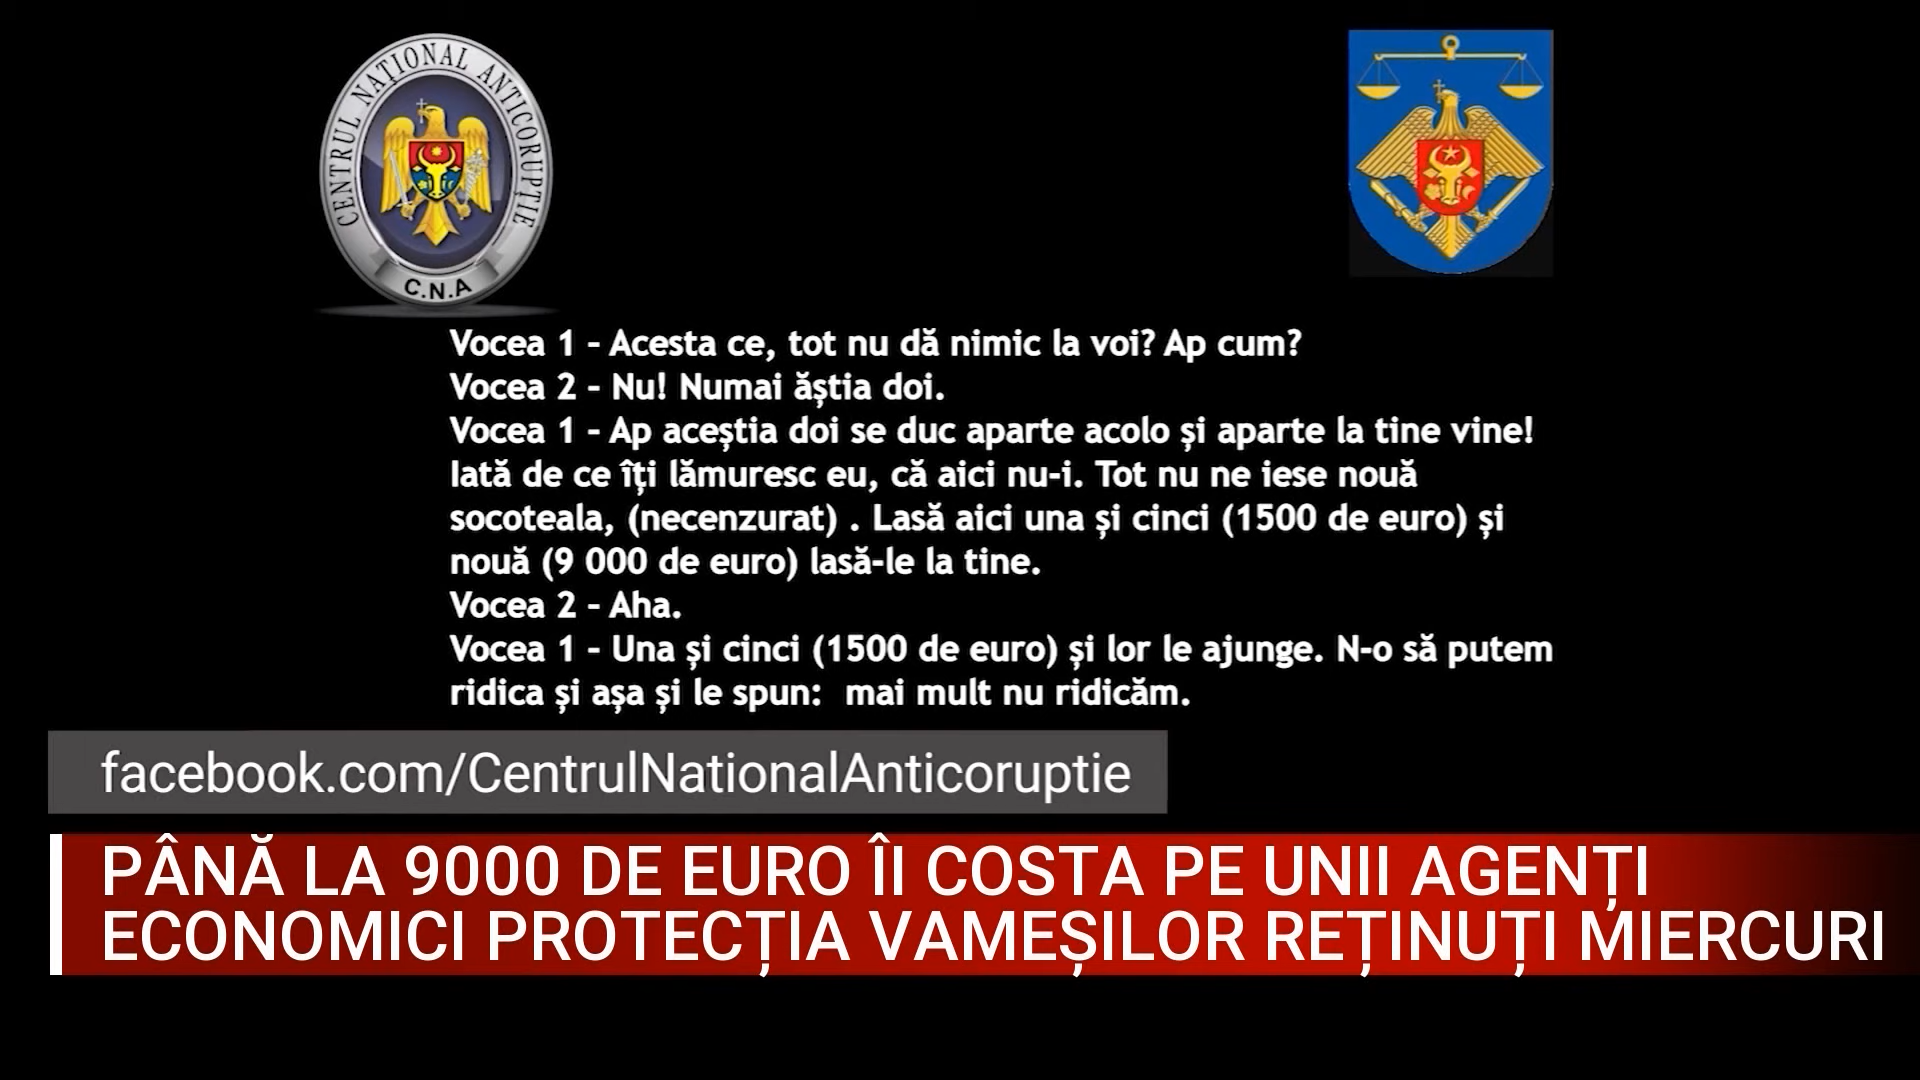 CENTRUL NAȚIONAL ANTICORUPȚIE
C.N.A
Vocea 1 – Acesta ce, tot nu dă nimic la voi? Ap cum?
Vocea 2 – Nu! Numai ăștia doi.
Vocea 1 – Ap aceștia doi se duc aparte acolo și aparte la tine vine!
Iată de ce îți lămuresc eu, că aici nu-i. Tot nu ne iese nouă
socoteala, (necenzurat) . Lasă aici una și cinci (1500 de euro) și
nouă (9 000 de euro) lasă-le la tine.
Vocea 2 – Aha.
Vocea 1 – Una și cinci (1500 de euro) și lor le ajunge. N-o să putem
ridica și așa și le spun:  mai mult nu ridicăm.
facebook.com/CentrulNationalAnticoruptie
PÂNĂ LA 9000 DE EURO ÎI COSTA PE UNII AGENȚI
ECONOMICI PROTECȚIA VAMEȘILOR REȚINUȚI MIERCURI